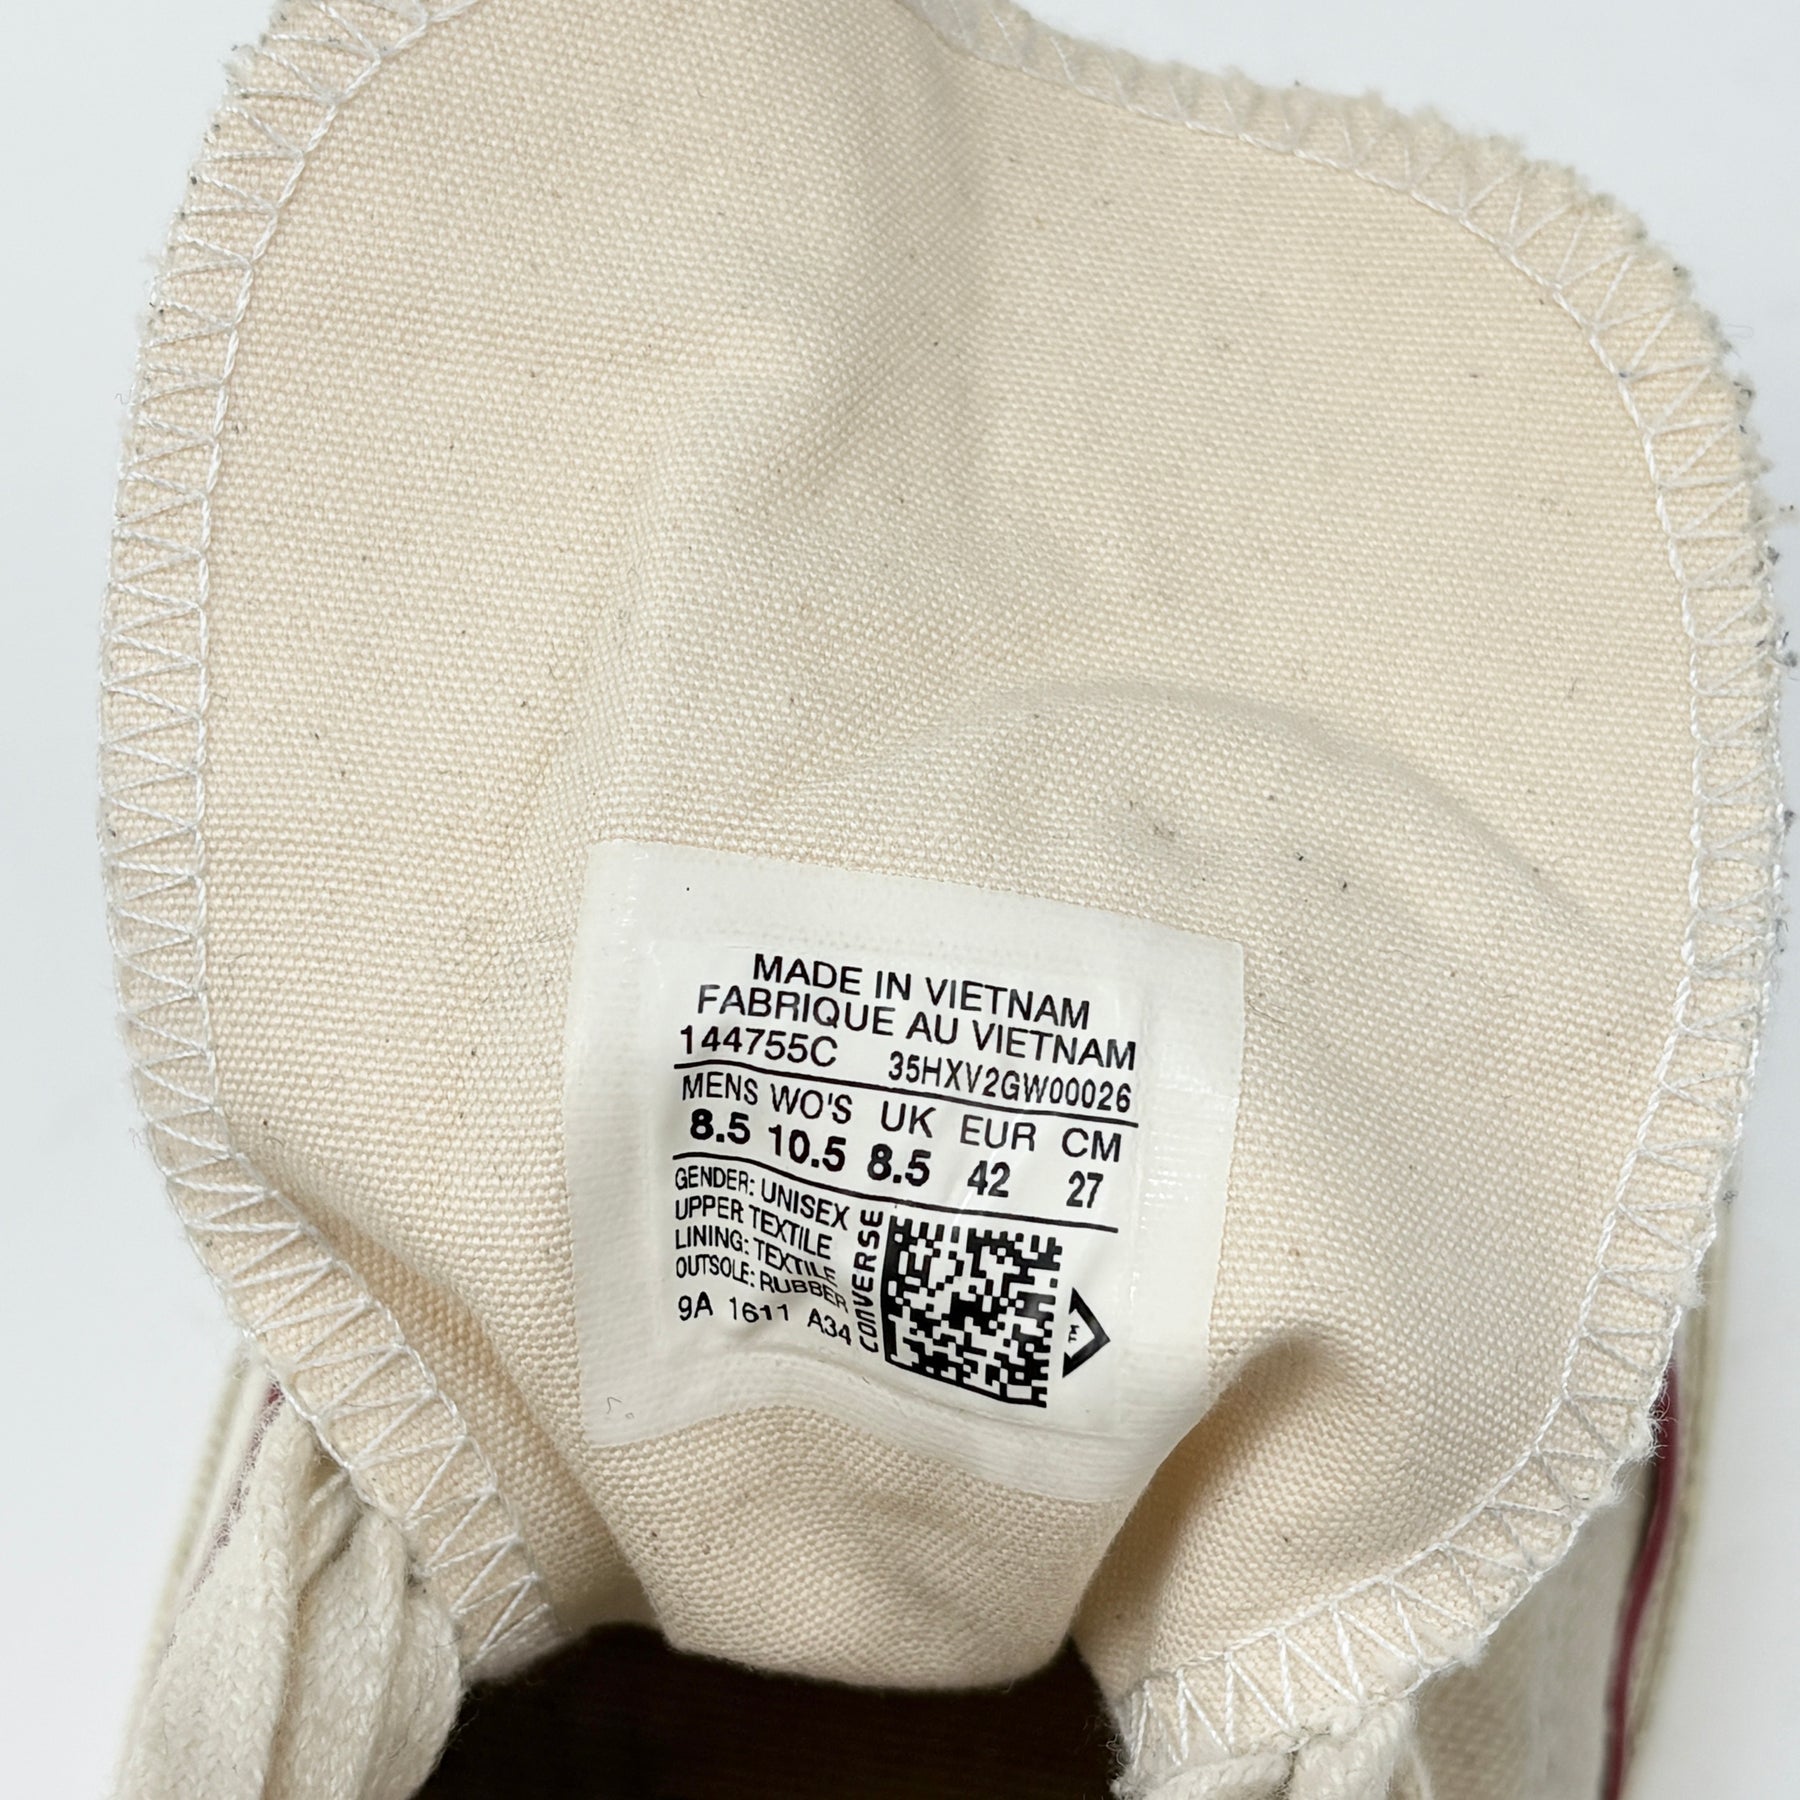 MADE IN VIETNAM
FABRIQUE AU VIETNAM
144755C 35HXV2GW00026
MENS WO'S UK EUR CM
8.5 10.5 8.5 42 27
GENDER: UNISEX
UPPER TEXTILE
LINING: TEXTILE
OUTSOLE: RUBBER
9A 1611 A34
CONVERSE
TM